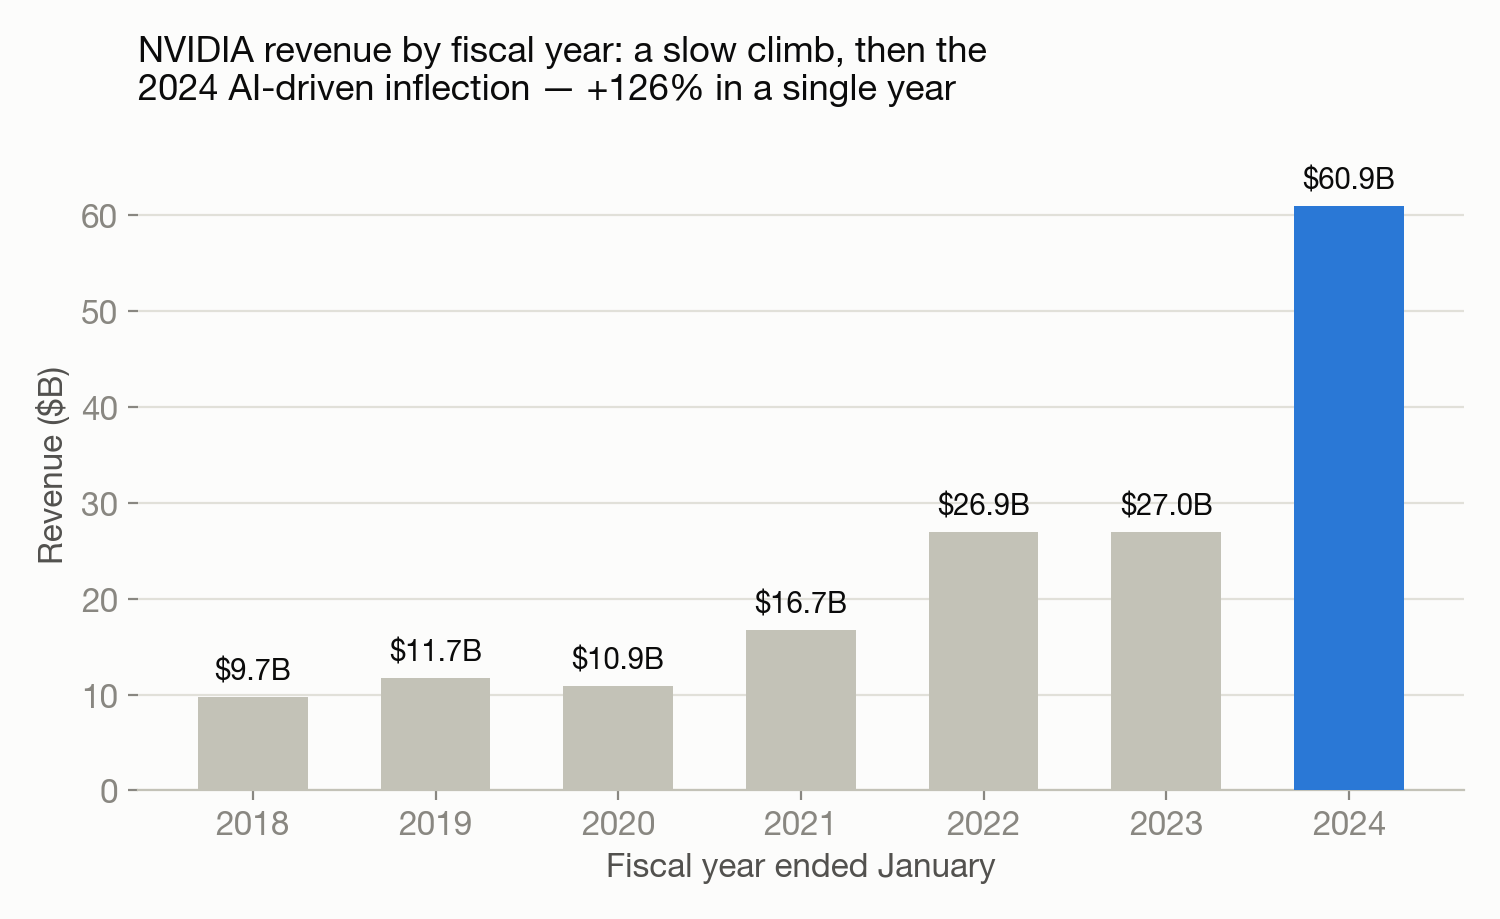 NVIDIA revenue by fiscal year: a slow climb, then the
2024 AI-driven inflection — +126% in a single year
Revenue ($B)
60
50
40
30
20
10
0
$9.7B
$11.7B
$10.9B
$16.7B
$26.9B
$27.0B
$60.9B
2018
2019
2020
2021
2022
2023
2024
Fiscal year ended January